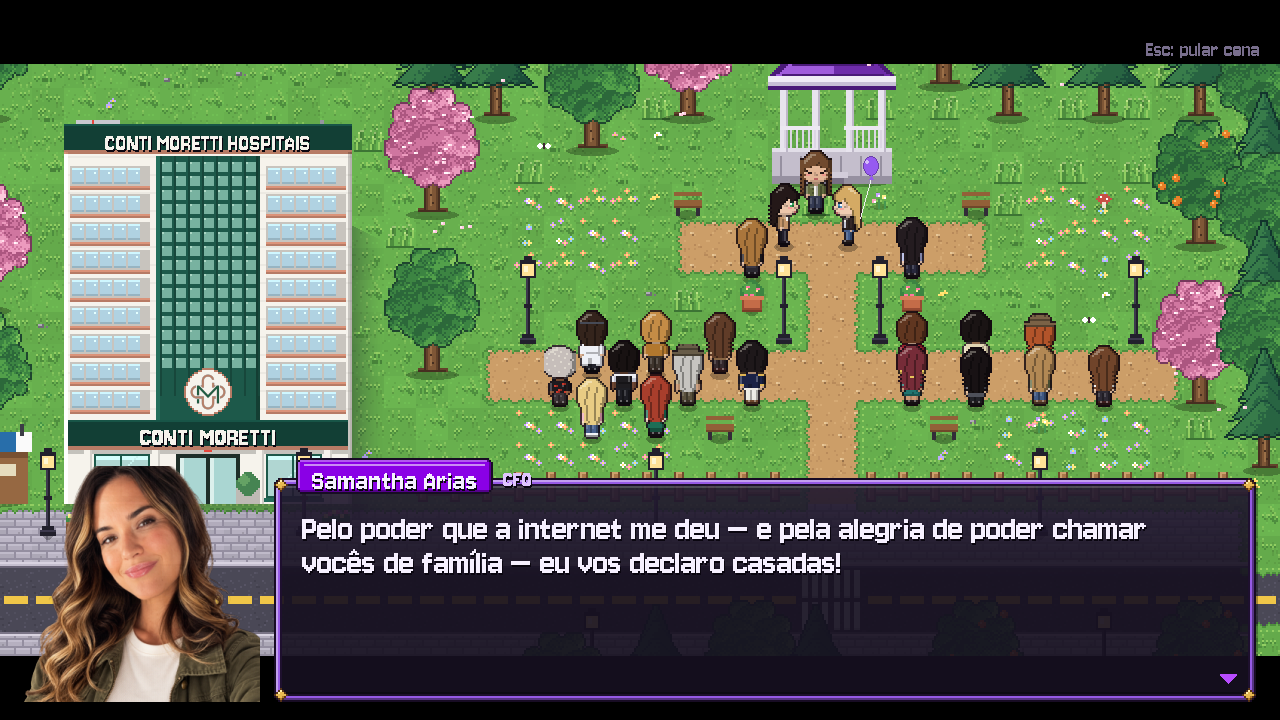 Esc: pular cena
CONTI MORETTI HOSPITAIS
CM
CONTI MORETTI
Samantha Arias
CFO
Pelo poder que a internet me deu — e pela alegria de poder chamar
vocês de família — eu vos declaro casadas!